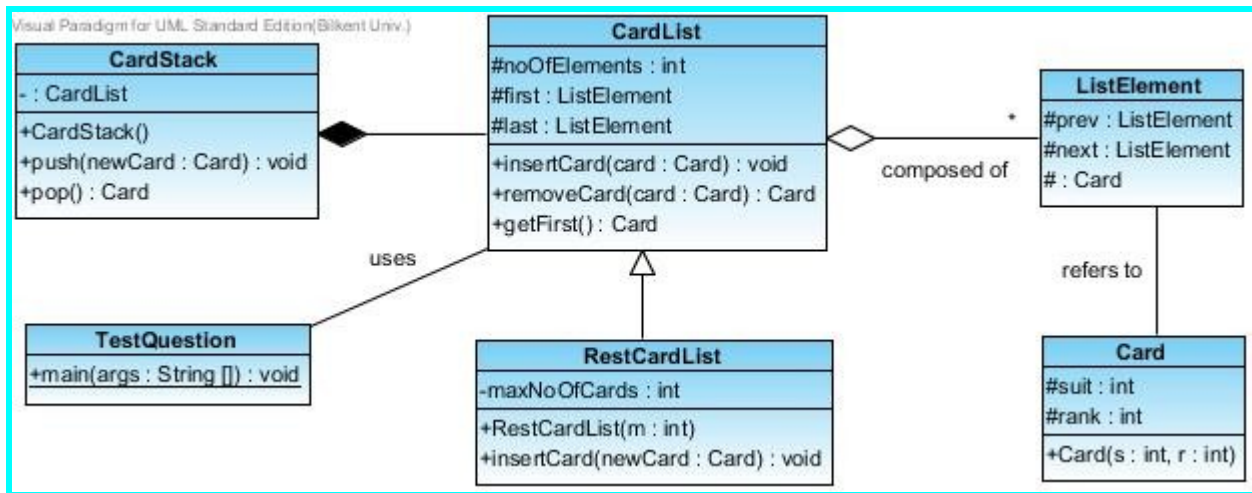 Visual Paradigm for UML Standard Edition(Bilkent Univ.)
CardStack
- : CardList
+CardStack()
+push(newCard : Card) : void
+pop() : Card
CardList
#noOfElements : int
#first : ListElement
#last : ListElement
+insertCard(card : Card) : void
+removeCard(card : Card) : Card
+getFirst() : Card
*
composed of
ListElement
#prev : ListElement
#next : ListElement
# : Card
uses
refers to
TestQuestion
+main(args : String []) : void
RestCardList
-maxNoOfCards : int
+RestCardList(m : int)
+insertCard(newCard : Card) : void
Card
#suit : int
#rank : int
+Card(s : int, r : int)